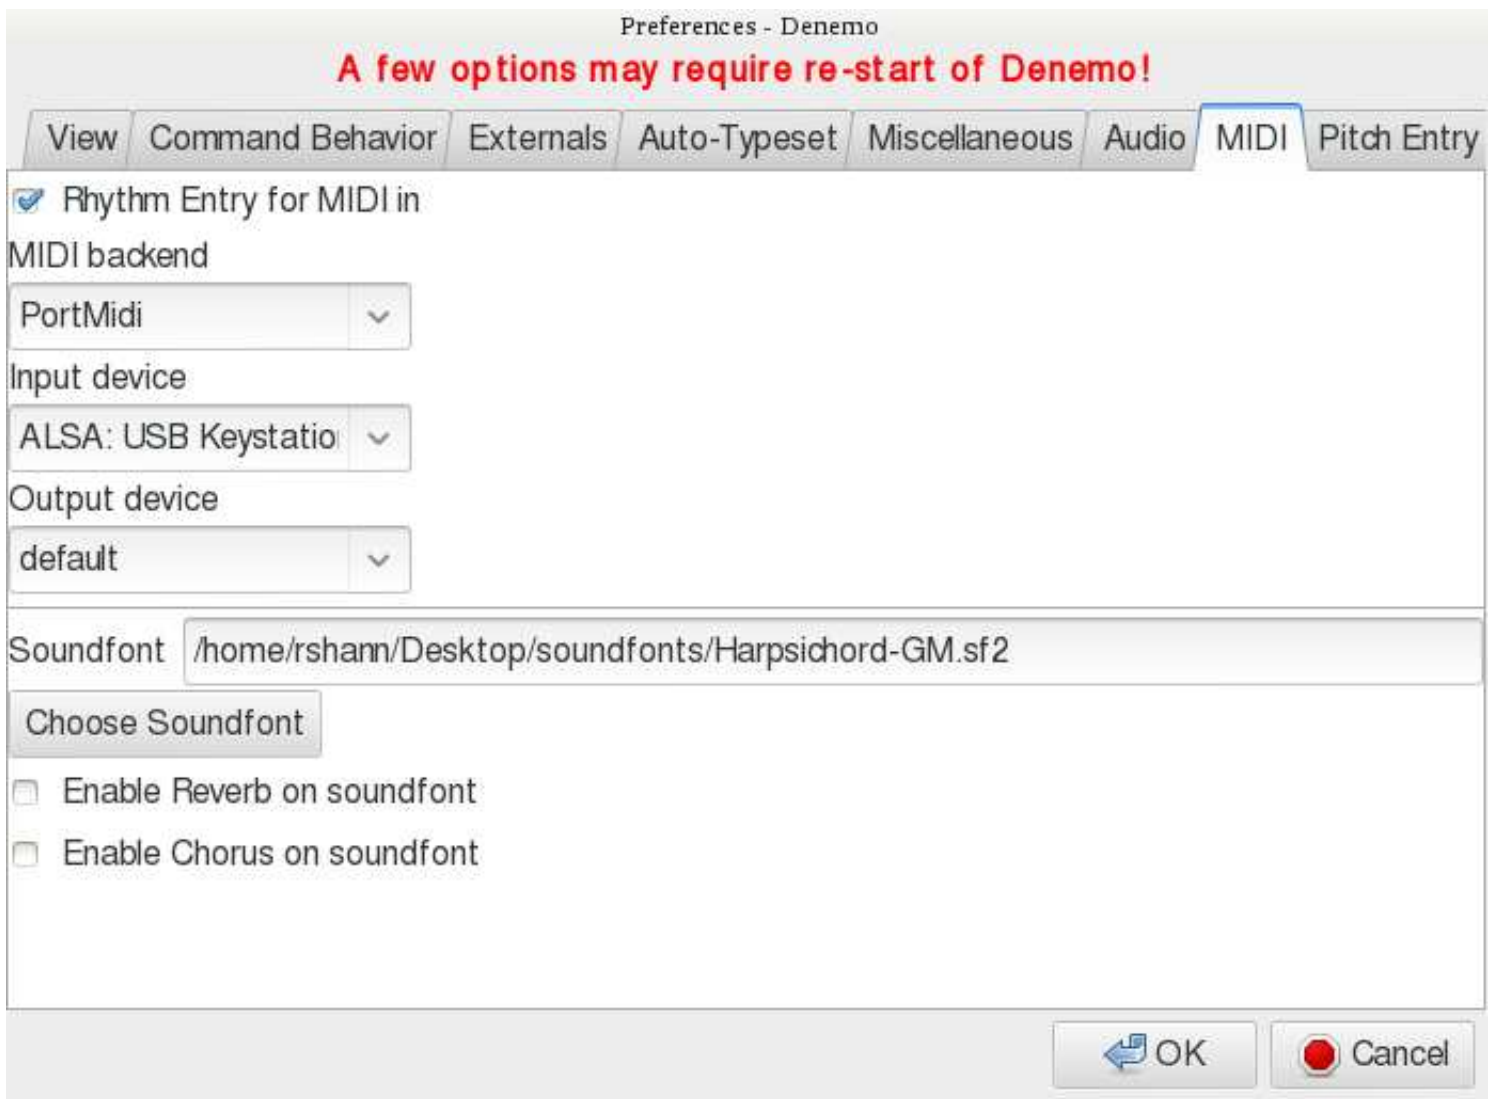 Preferences - Denemo
A few options may require re-start of Denemo!
View Command Behavior Externals Auto-Typeset Miscellaneous Audio MIDI Pitch Entry
Rhythm Entry for MIDI in
MIDI backend
PortMidi
Input device
ALSA: USB Keystatio
Output device
default
Soundfont /home/rshann/Desktop/soundfonts/Harpsichord-GM.sf2
Choose Soundfont
Enable Reverb on soundfont
Enable Chorus on soundfont
OK Cancel